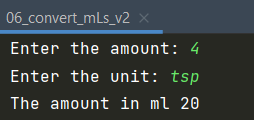 06_convert_mLs_v2 ×
Enter the amount: 4
Enter the unit: tsp
The amount in ml 20